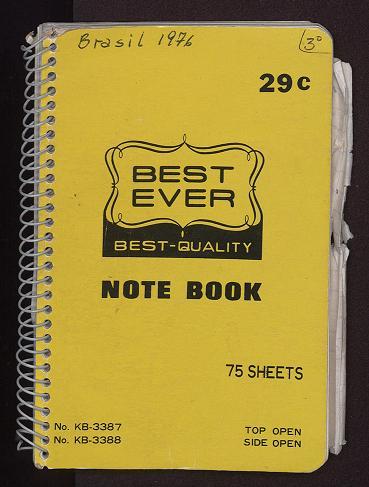 Brasil 1976 3º
29c
BEST
EVER
BEST-QUALITY
NOTE BOOK
75 SHEETS
No. KB-3387 TOP OPEN
No. KB-3388 SIDE OPEN